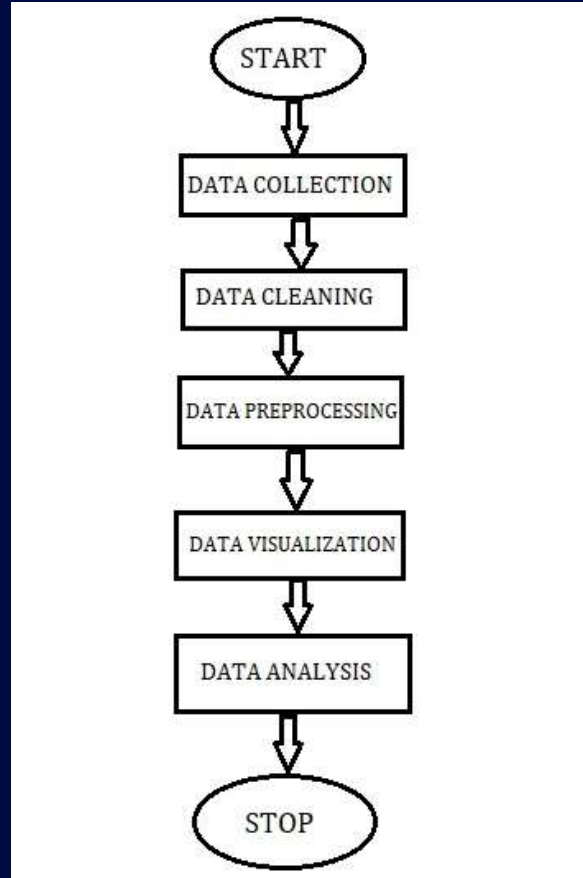 START
DATA COLLECTION
DATA CLEANING
DATA PREPROCESSING
DATA VISUALIZATION
DATA ANALYSIS
STOP